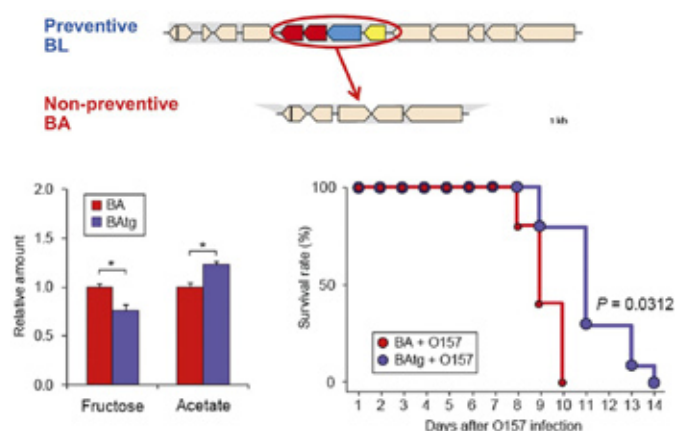 Preventive
BL
Non-preventive
BA
1 kb
2.0
1.5
1.0
0.5
0.0
Relative amount
BA
BAtg
*
*
Fructose Acetate
100
0
Survival rate (%)
P = 0.0312
BA + O157
BAtg + O157
1 2 3 4 5 6 7 8 9 10 11 12 13 14
Days after O157 infection